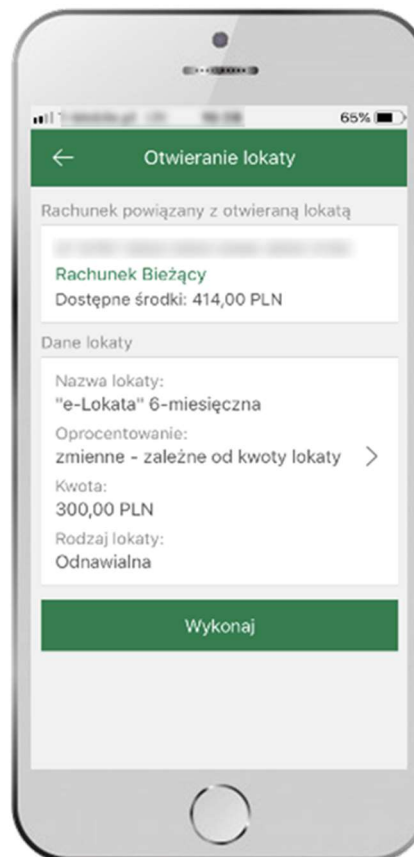 65%
Otwieranie lokaty
Rachunek powiązany z otwieraną lokatą
Rachunek Bieżący
Dostępne środki: 414,00 PLN
Dane lokaty
Nazwa lokaty:
"e-Lokata" 6-miesięczna
Oprocentowanie:
zmienne - zależne od kwoty lokaty
Kwota:
300,00 PLN
Rodzaj lokaty:
Odnawialna
Wykonaj